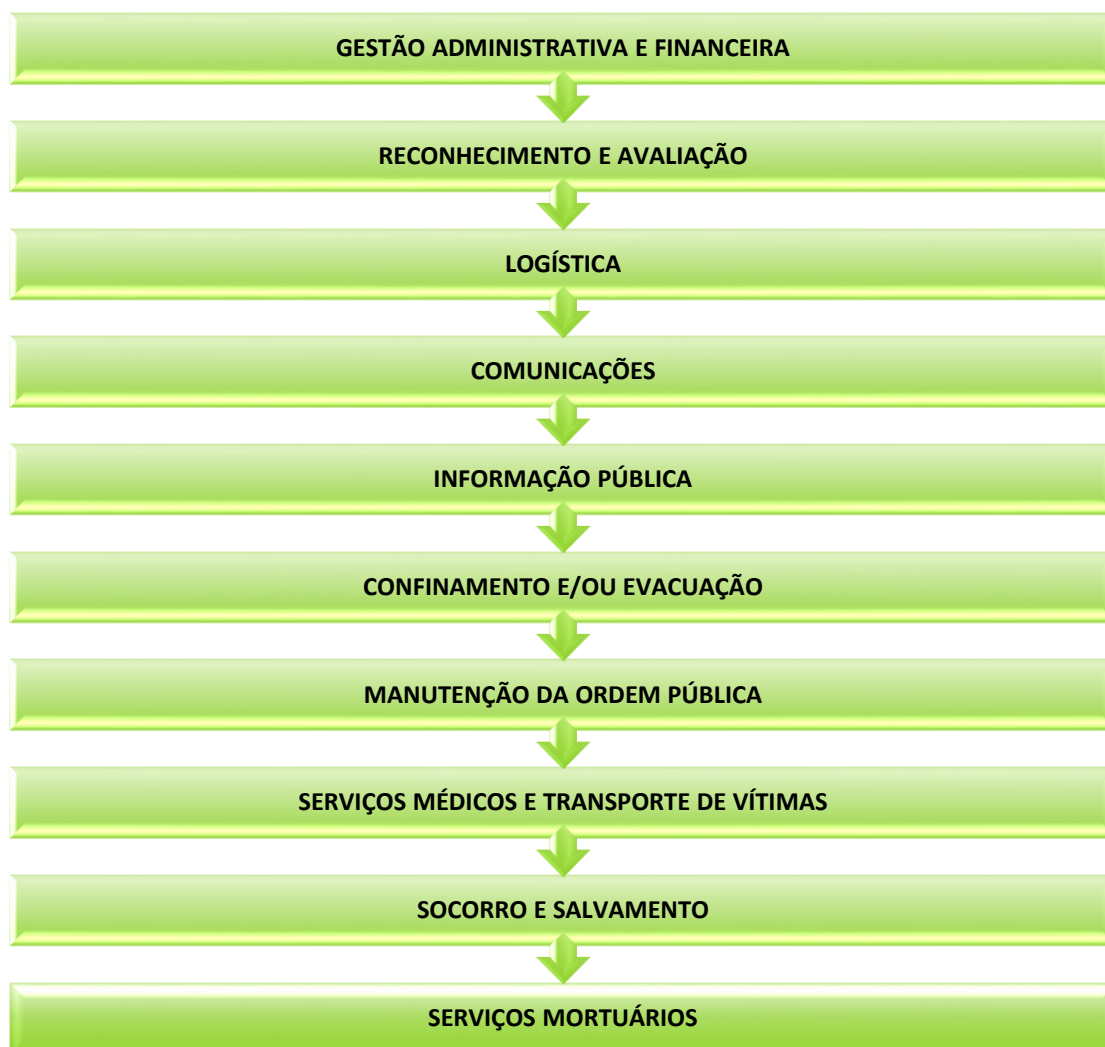 GESTÃO ADMINISTRATIVA E FINANCEIRA
RECONHECIMENTO E AVALIAÇÃO
LOGÍSTICA
COMUNICAÇÕES
INFORMAÇÃO PÚBLICA
CONFINAMENTO E/OU EVACUAÇÃO
MANUTENÇÃO DA ORDEM PÚBLICA
SERVIÇOS MÉDICOS E TRANSPORTE DE VÍTIMAS
SOCORRO E SALVAMENTO
SERVIÇOS MORTUÁRIOS